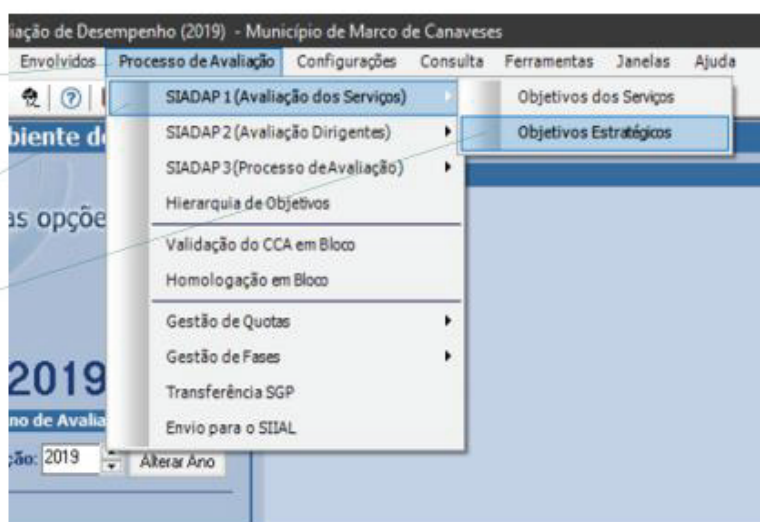 iação de Desempenho (2019) - Município de Marco de Canaveses
Envolvidos Processo de Avaliação Configurações Consulta Ferramentas Janelas Ajuda
SIADAP 1 (Avaliação dos Serviços)
Objetivos dos Serviços
biente d
SIADAP 2 (Avaliação Dirigentes)
Objetivos Estratégicos
SIADAP 3(Processo de Avaliação)
as opçõe
Hierarquia de Objetivos
Validação do CCA em Bloco
Homologação em Bloco
Gestão de Quotas
Gestão de Fases
2019
Transferência SGP
no de Avalia
Envio para o SIIAL
ção: 2019 Alterar Ano